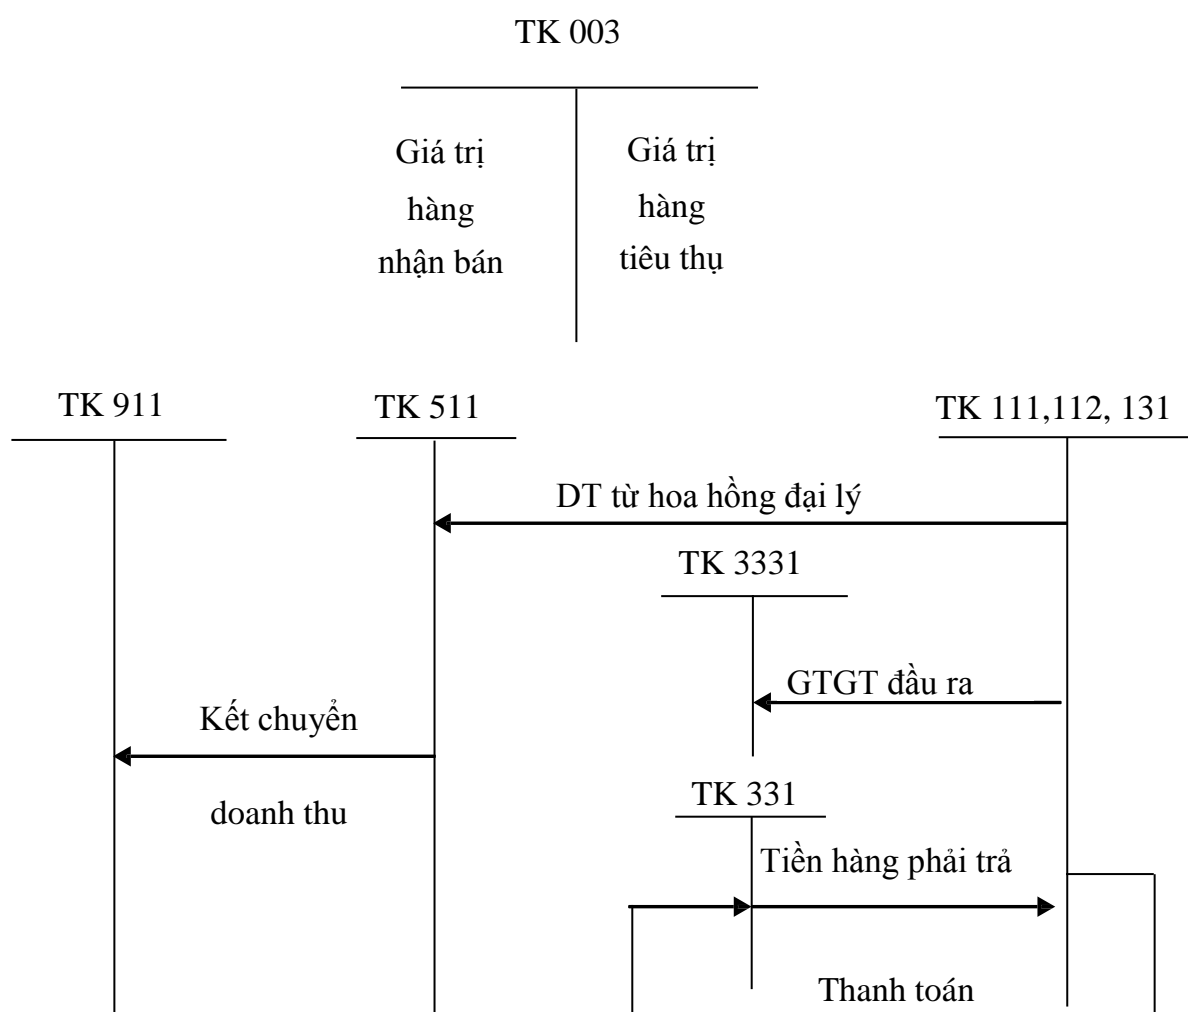 TK 003
Giá trị
hàng
nhận bán
Giá trị
hàng
tiêu thụ
TK 911
TK 511
TK 111,112, 131
DT từ hoa hồng đại lý
TK 3331
GTGT đầu ra
Kết chuyển
doanh thu
TK 331
Tiền hàng phải trả
Thanh toán